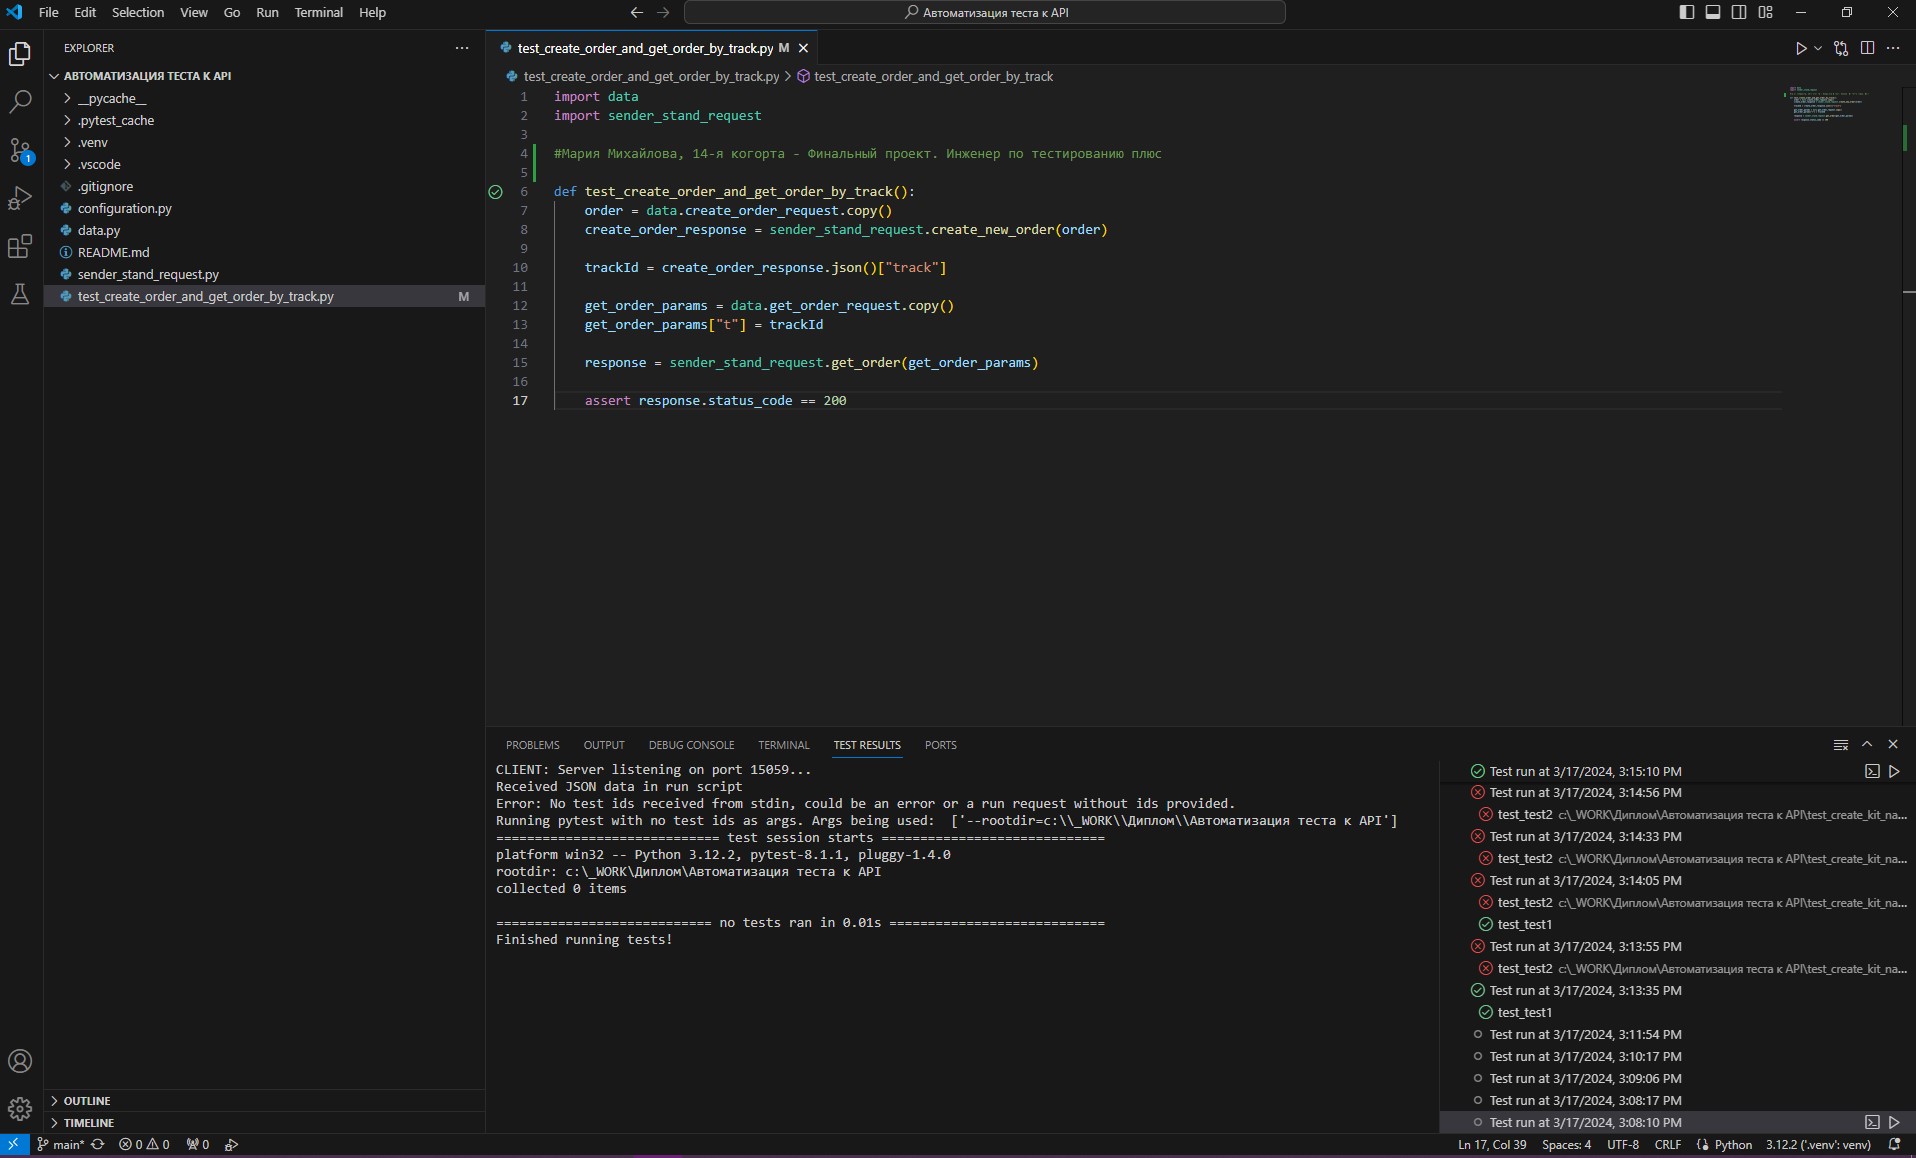 File Edit Selection View Go Run Terminal Help
Автоматизация теста к API
EXPLORER
АВТОМАТИЗАЦИЯ ТЕСТА К API
__pycache__
.pytest_cache
.venv
.vscode
.gitignore
configuration.py
data.py
README.md
sender_stand_request.py
test_create_order_and_get_order_by_track.py M
OUTLINE
TIMELINE
1
test_create_order_and_get_order_by_track.py M
test_create_order_and_get_order_by_track.py > test_create_order_and_get_order_by_track
1 import data
2 import sender_stand_request
3
4 #Мария Михайлова, 14-я когорта - Финальный проект. Инженер по тестированию плюс
5
6 def test_create_order_and_get_order_by_track():
7 order = data.create_order_request.copy()
8 create_order_response = sender_stand_request.create_new_order(order)
9
10 trackId = create_order_response.json()["track"]
11
12 get_order_params = data.get_order_request.copy()
13 get_order_params["t"] = trackId
14
15 response = sender_stand_request.get_order(get_order_params)
16
17 assert response.status_code == 200
PROBLEMS OUTPUT DEBUG CONSOLE TERMINAL TEST RESULTS PORTS
CLIENT: Server listening on port 15059...
Received JSON data in run script
Error: No test ids received from stdin, could be an error or a run request without ids provided.
Running pytest with no test ids as args. Args being used:  ['--rootdir=c:\\_WORK\\Диплом\\Автоматизация теста к API']
============================= test session starts =============================
platform win32 -- Python 3.12.2, pytest-8.1.1, pluggy-1.4.0
rootdir: c:\_WORK\Диплом\Автоматизация теста к API
collected 0 items
============================ no tests ran in 0.01s ============================
Finished running tests!
Test run at 3/17/2024, 3:15:10 PM
Test run at 3/17/2024, 3:14:56 PM
test_test2 c:\_WORK\Диплом\Автоматизация теста к API\test_create_kit_na...
Test run at 3/17/2024, 3:14:33 PM
test_test2 c:\_WORK\Диплом\Автоматизация теста к API\test_create_kit_na...
Test run at 3/17/2024, 3:14:05 PM
test_test2 c:\_WORK\Диплом\Автоматизация теста к API\test_create_kit_na...
test_test1
Test run at 3/17/2024, 3:13:55 PM
test_test2 c:\_WORK\Диплом\Автоматизация теста к API\test_create_kit_na...
Test run at 3/17/2024, 3:13:35 PM
test_test1
Test run at 3/17/2024, 3:11:54 PM
Test run at 3/17/2024, 3:10:17 PM
Test run at 3/17/2024, 3:09:06 PM
Test run at 3/17/2024, 3:08:17 PM
Test run at 3/17/2024, 3:08:10 PM
main* 0 0 0 Ln 17, Col 39 Spaces: 4 UTF-8 CRLF Python 3.12.2 ('.venv': venv)